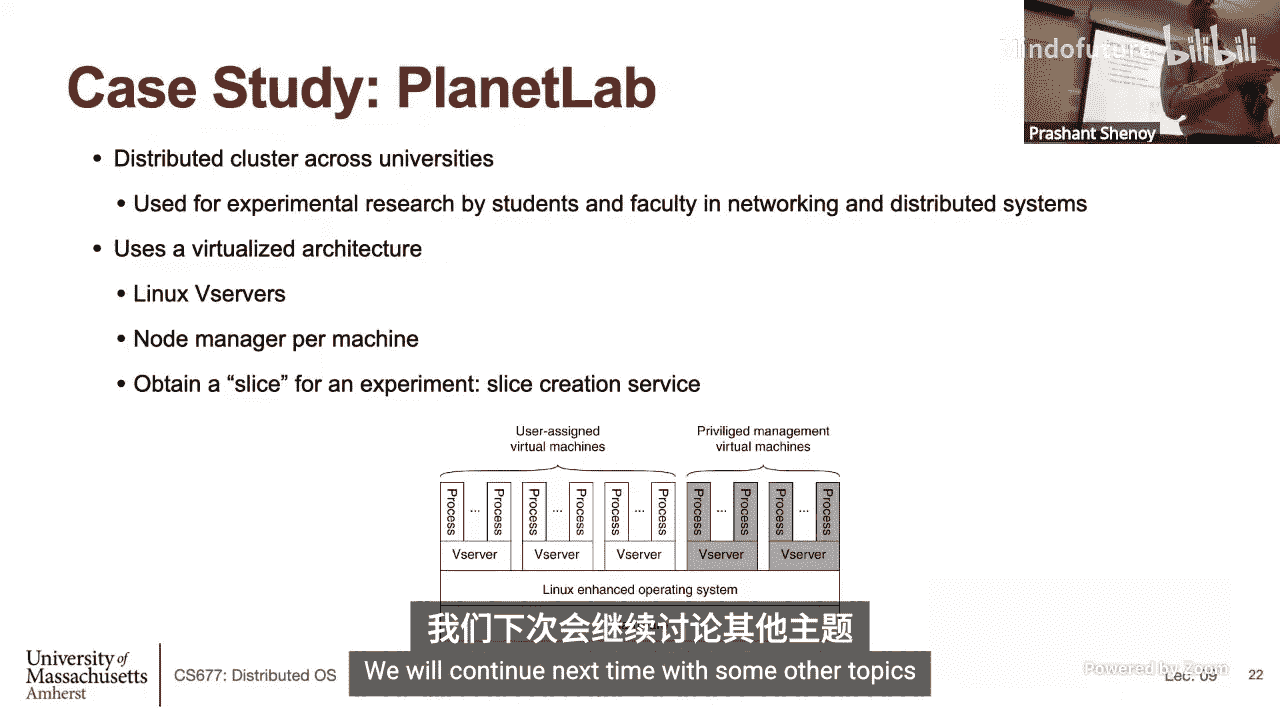 Mindofuture bilibili
Prashant Shenoy
Case Study: PlanetLab
• Distributed cluster across universities
• Used for experimental research by students and faculty in networking and distributed systems
• Uses a virtualized architecture
• Linux Vservers
• Node manager per machine
• Obtain a “slice” for an experiment: slice creation service
User-assigned
virtual machines
Priviliged management
virtual machines
Process ... Process Process ... Process Process ... Process Process ... Process Process ... Process
Vserver Vserver Vserver Vserver Vserver
Linux enhanced operating system
我们下次会继续讨论其他主题
We will continue next time with some other topics
University of
Massachusetts
Amherst
CS677: Distributed OS
Powered by Zoom
Lec. 09
22